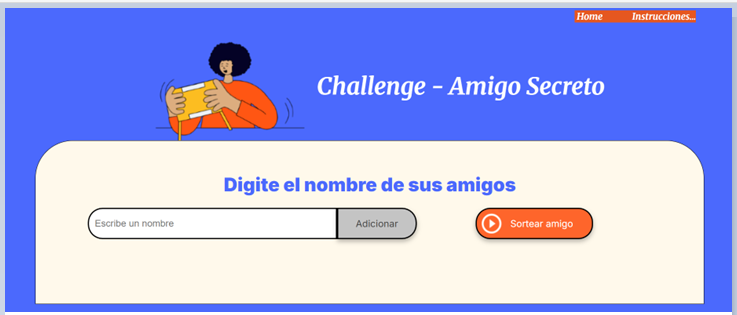 Home Instrucciones...
Challenge - Amigo Secreto
Digite el nombre de sus amigos
Escribe un nombre Adicionar Sortear amigo